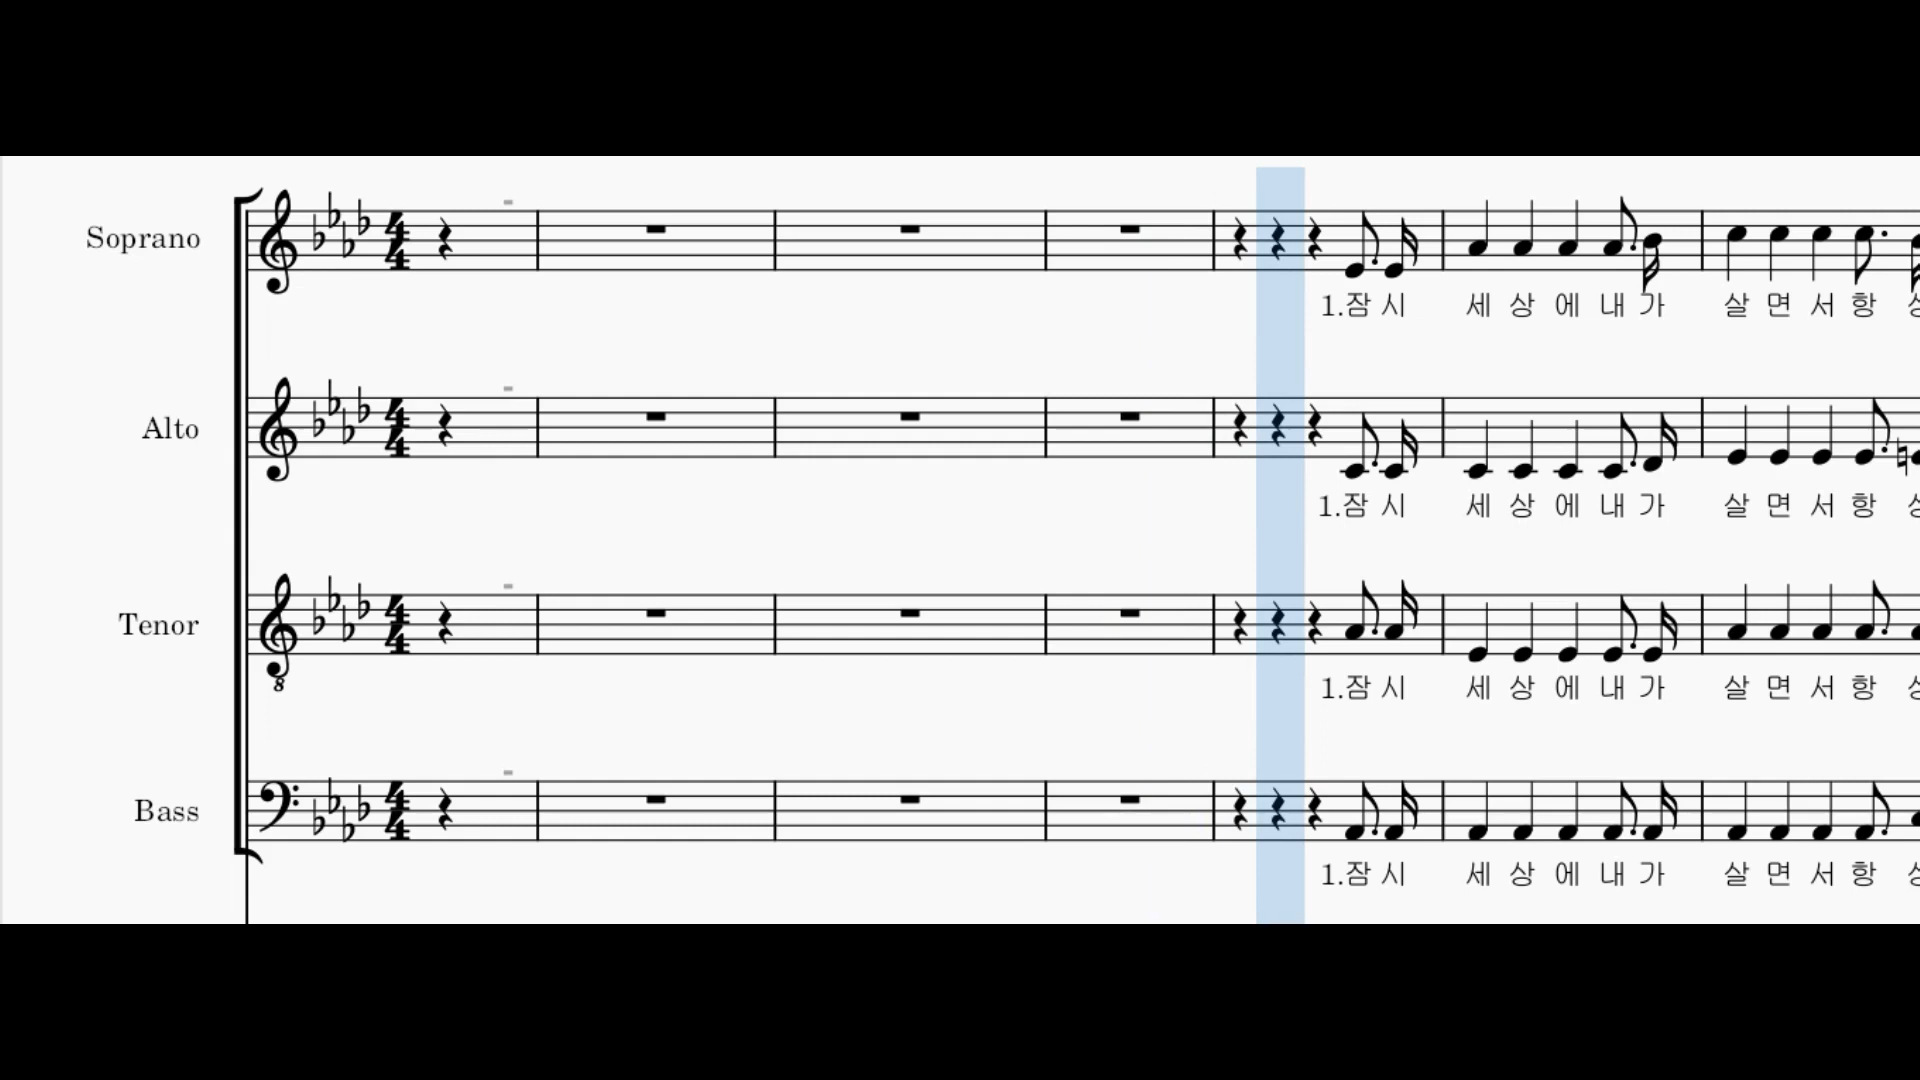 Soprano
1.잠 시 세 상 에 내 가 살 면 서 항
Alto
1.잠 시 세 상 에 내 가 살 면 서 항
Tenor
8
1.잠 시 세 상 에 내 가 살 면 서 항
Bass
1.잠 시 세 상 에 내 가 살 면 서 항